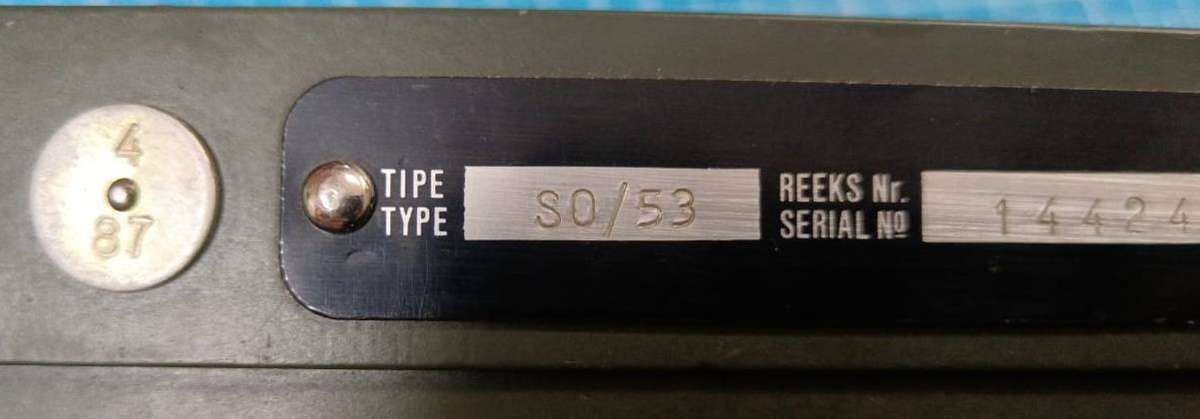 4
87
TIPE
TYPE
SO/53
REEKS Nr.
SERIAL No
14424